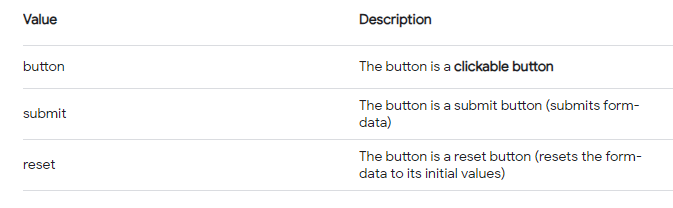 Value Description
button The button is a clickable button
submit The button is a submit button (submits form-
data)
reset The button is a reset button (resets the form-
data to its initial values)